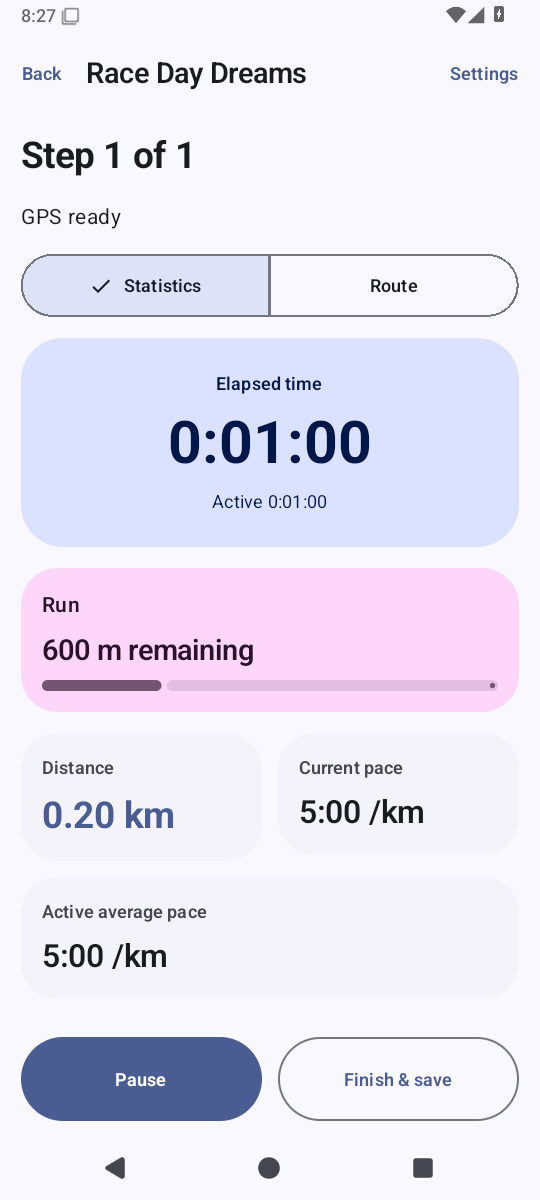 8:27
Back Race Day Dreams Settings
Step 1 of 1
GPS ready
Statistics Route
Elapsed time
0:01:00
Active 0:01:00
Run
600 m remaining
Distance Current pace
0.20 km 5:00 /km
Active average pace
5:00 /km
Pause Finish & save